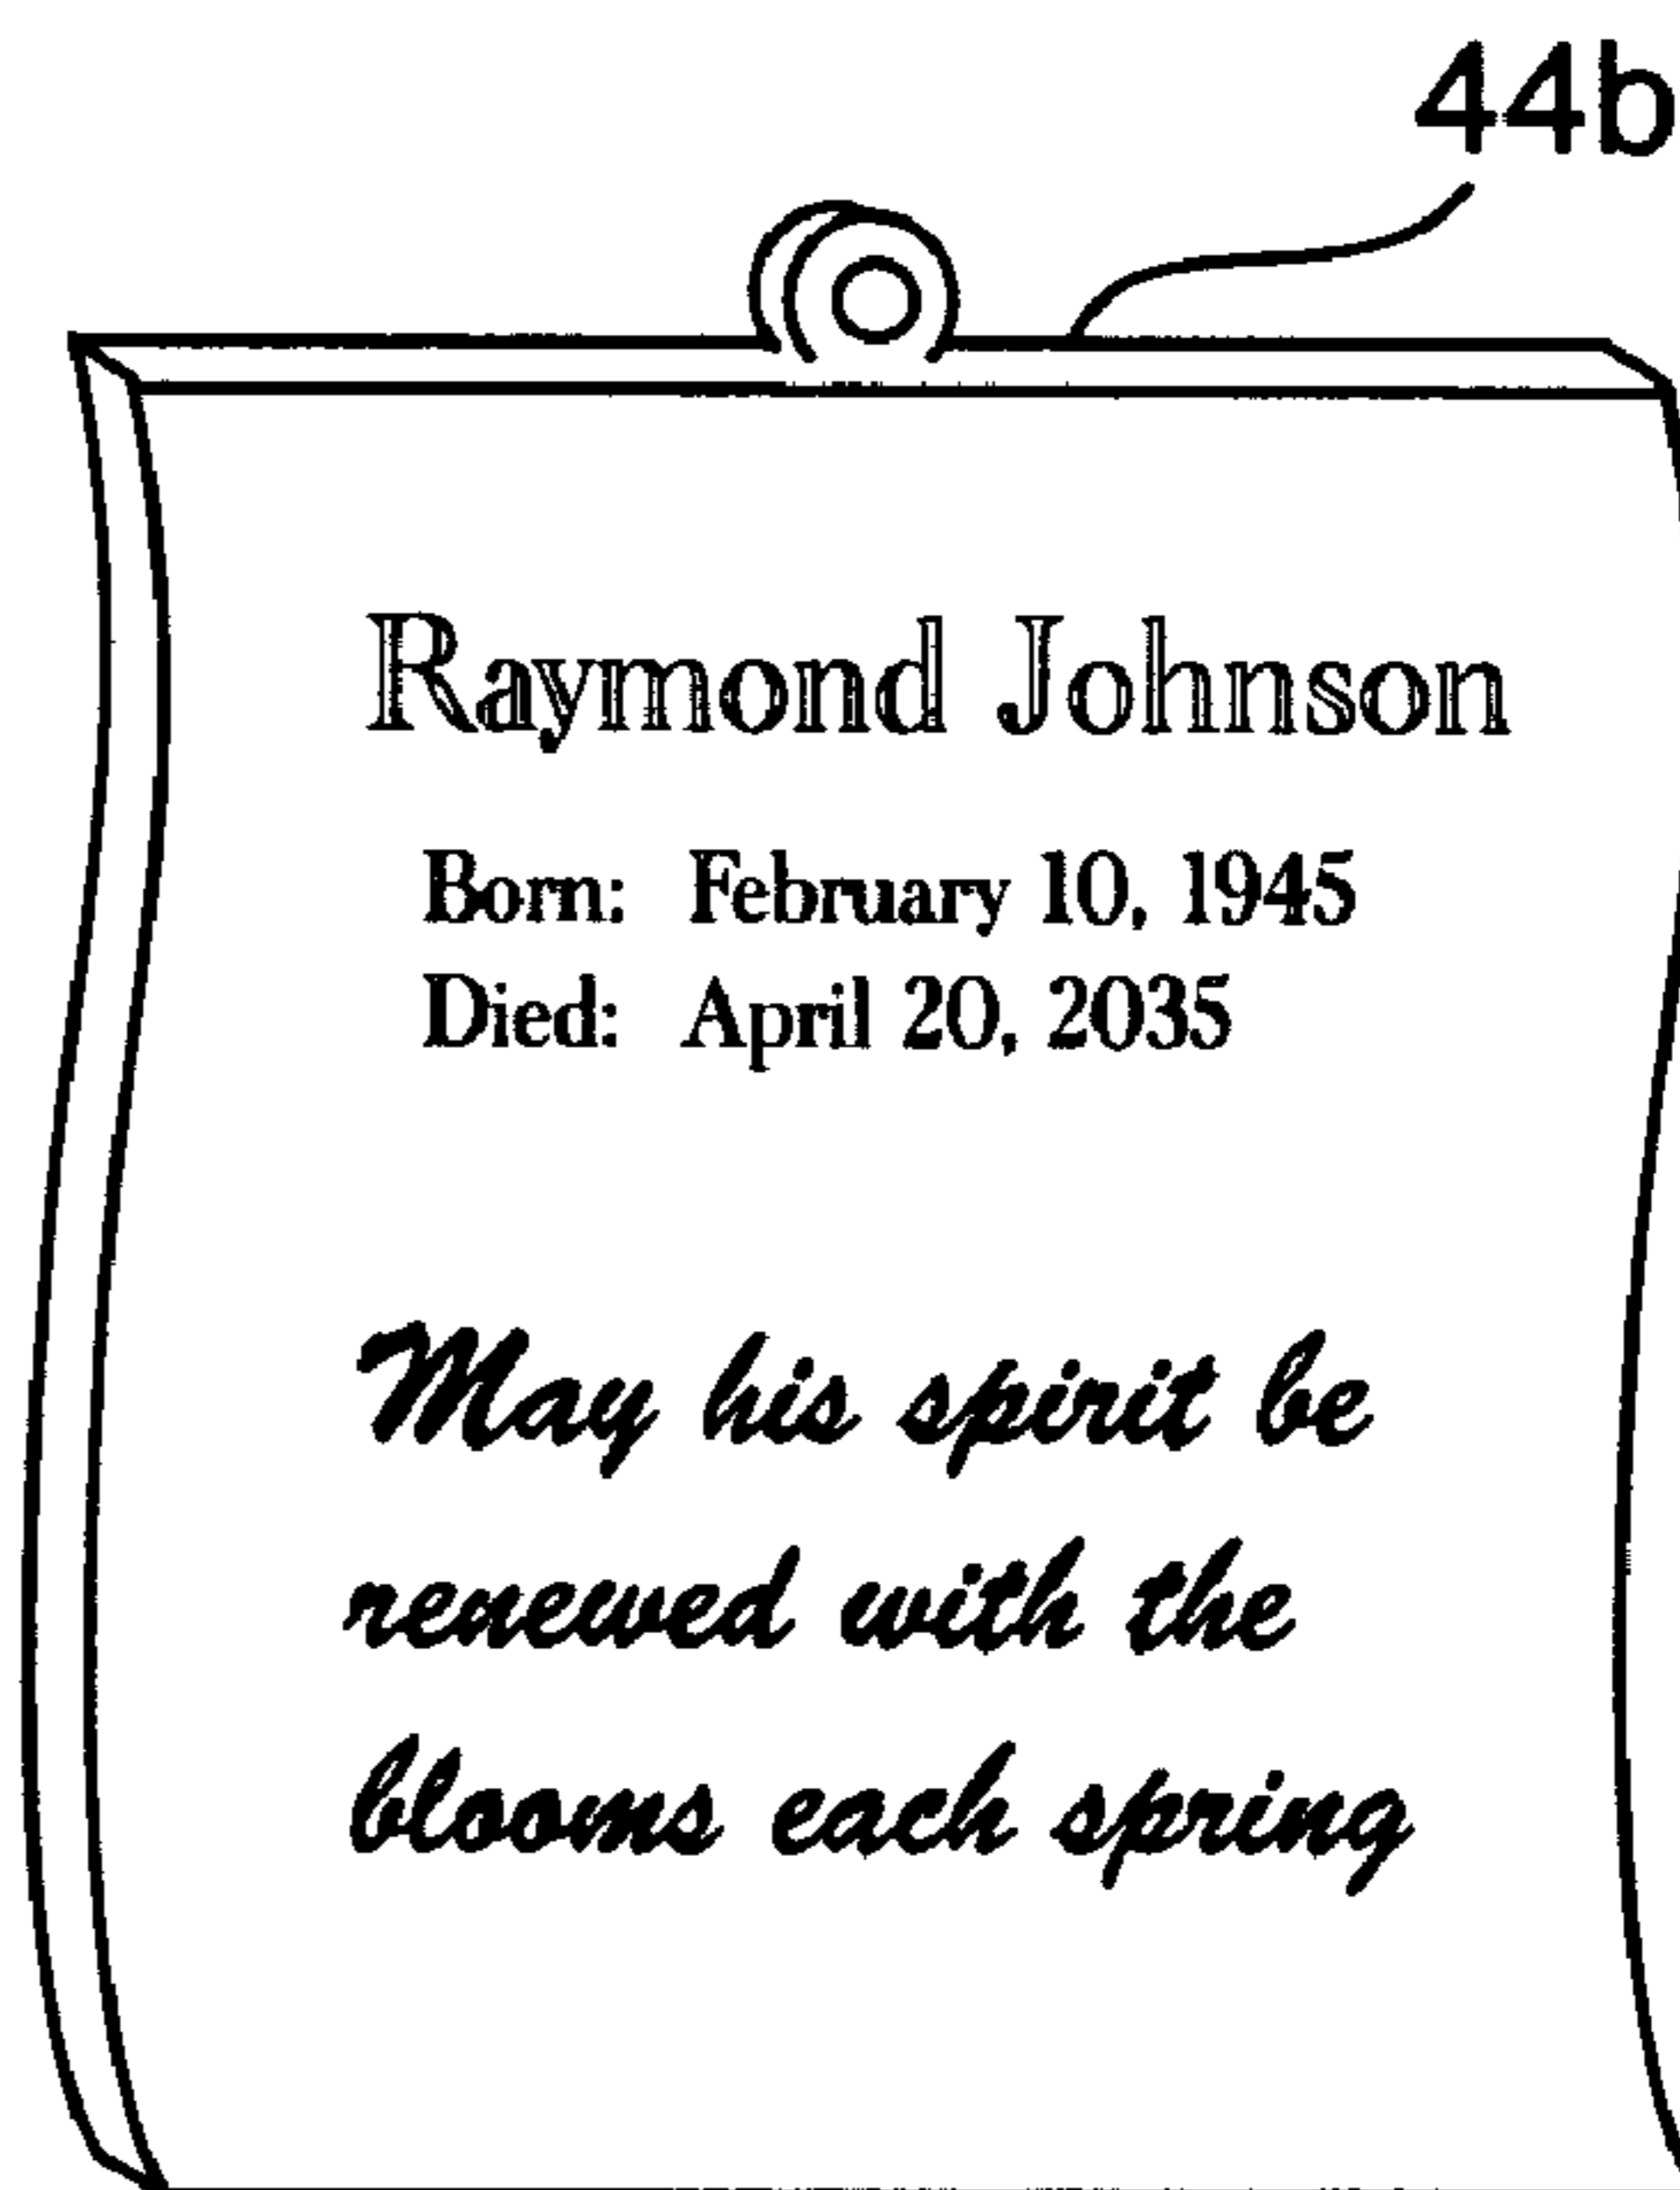 44b
Raymond Johnson
Born: February 10, 1945
Died: April 20, 2035
May his spirit be
renewed with the
blooms each spring